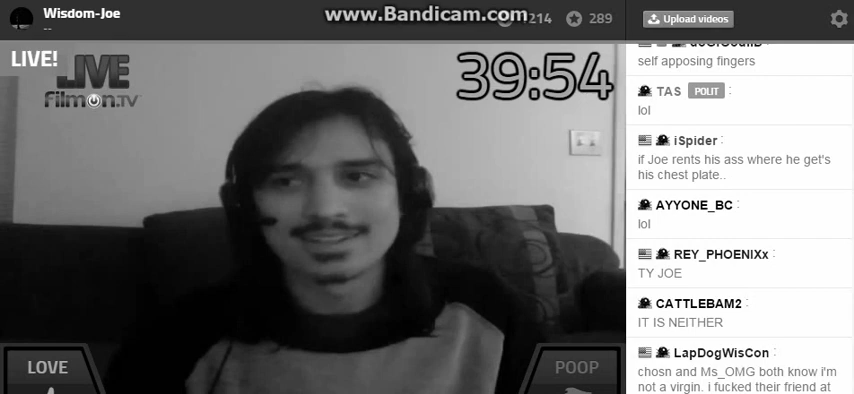 Wisdom-Joe
--
www.Bandicam.com
1214
289
Upload videos
LIVE!
LIVE
filmon.TV
39:54
LOVE
POOP
self apposing fingers
TAS POLIT :
lol
iSpider :
if Joe rents his ass where he get's
his chest plate..
AYYONE_BC :
lol
REY_PHOENIXx :
TY JOE
CATTLEBAM2 :
IT IS NEITHER
LapDogWisCon :
chosn and Ms_OMG both know i'm
not a virgin. i fucked their friend at